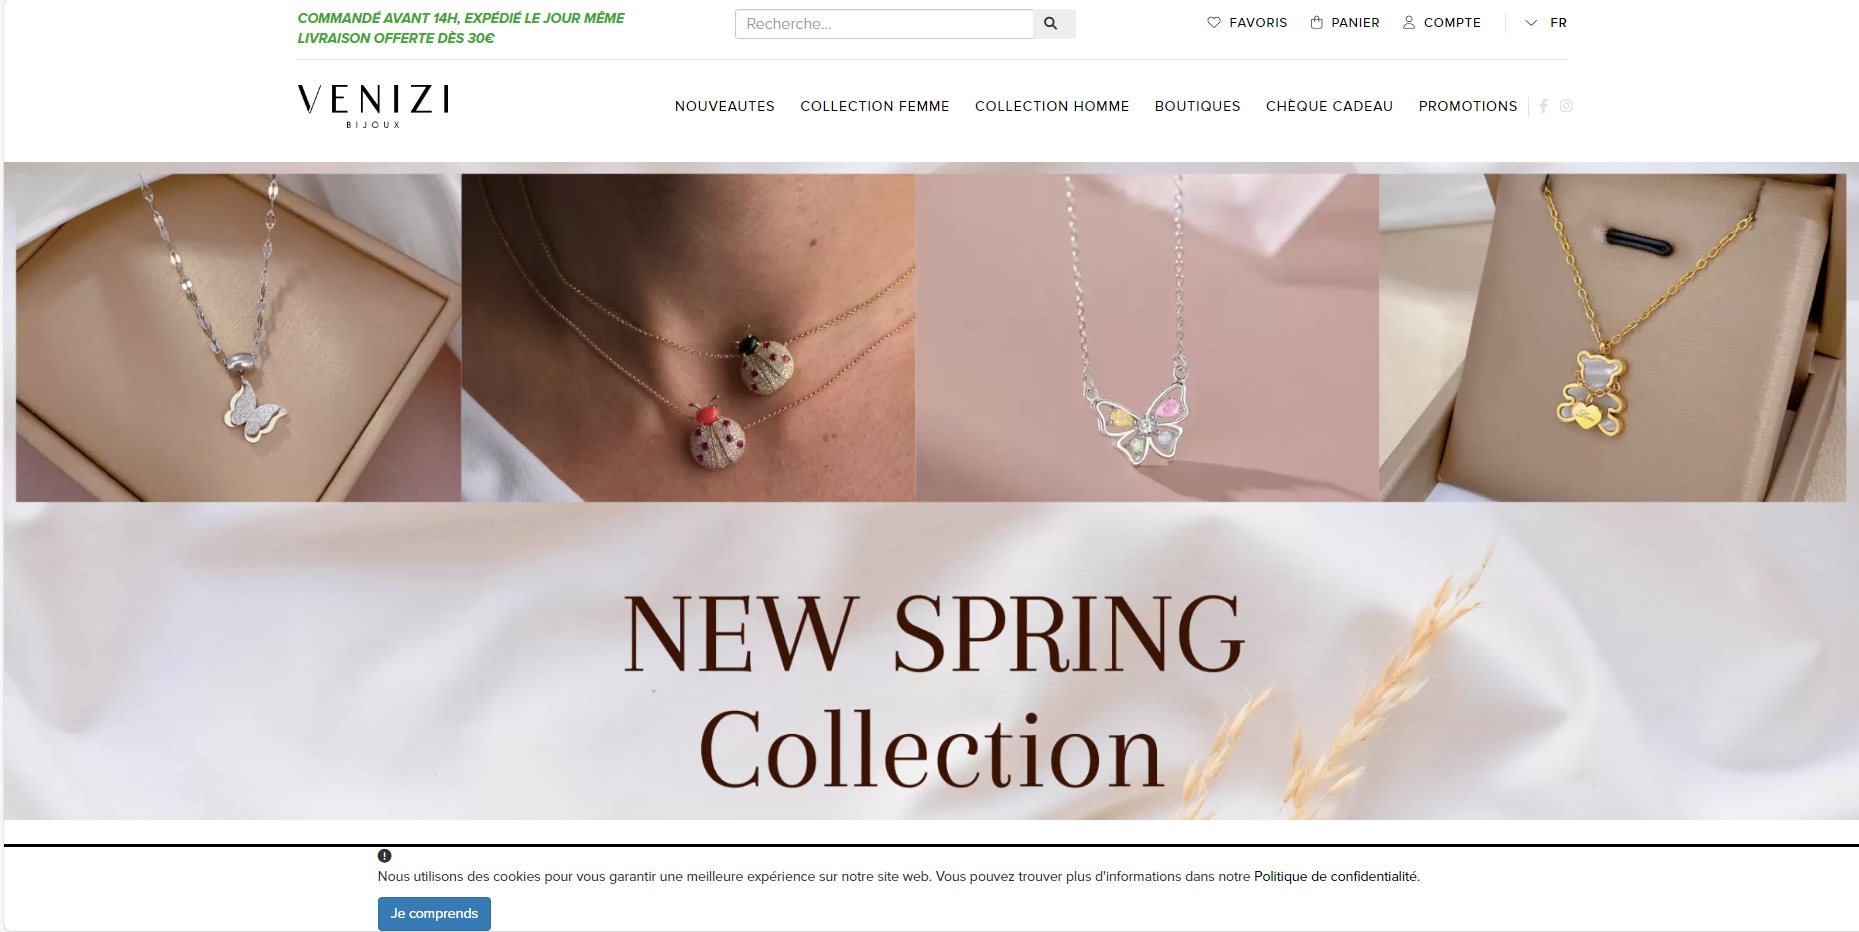 COMMANDÉ AVANT 14H, EXPÉDIÉ LE JOUR MÊME
LIVRAISON OFFERTE DÈS 30€
Recherche...
FAVORIS
PANIER
COMPTE
FR
VENIZI
BIJOUX
NOUVEAUTES
COLLECTION FEMME
COLLECTION HOMME
BOUTIQUES
CHÈQUE CADEAU
PROMOTIONS
NEW SPRING
Collection
Nous utilisons des cookies pour vous garantir une meilleure expérience sur notre site web. Vous pouvez trouver plus d'informations dans notre Politique de confidentialité.
Je comprends